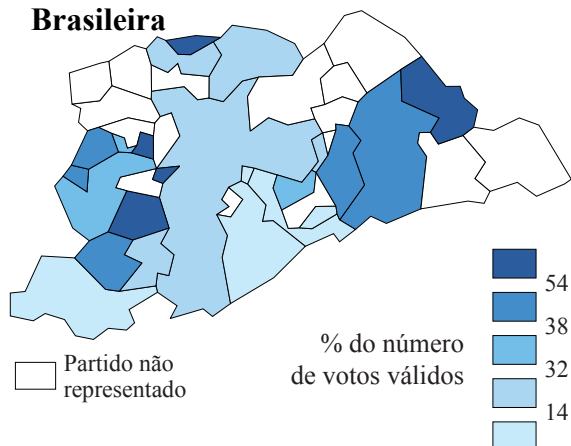 Brasileira
54
38
32
14
% do número
de votos válidos
Partido não
representado